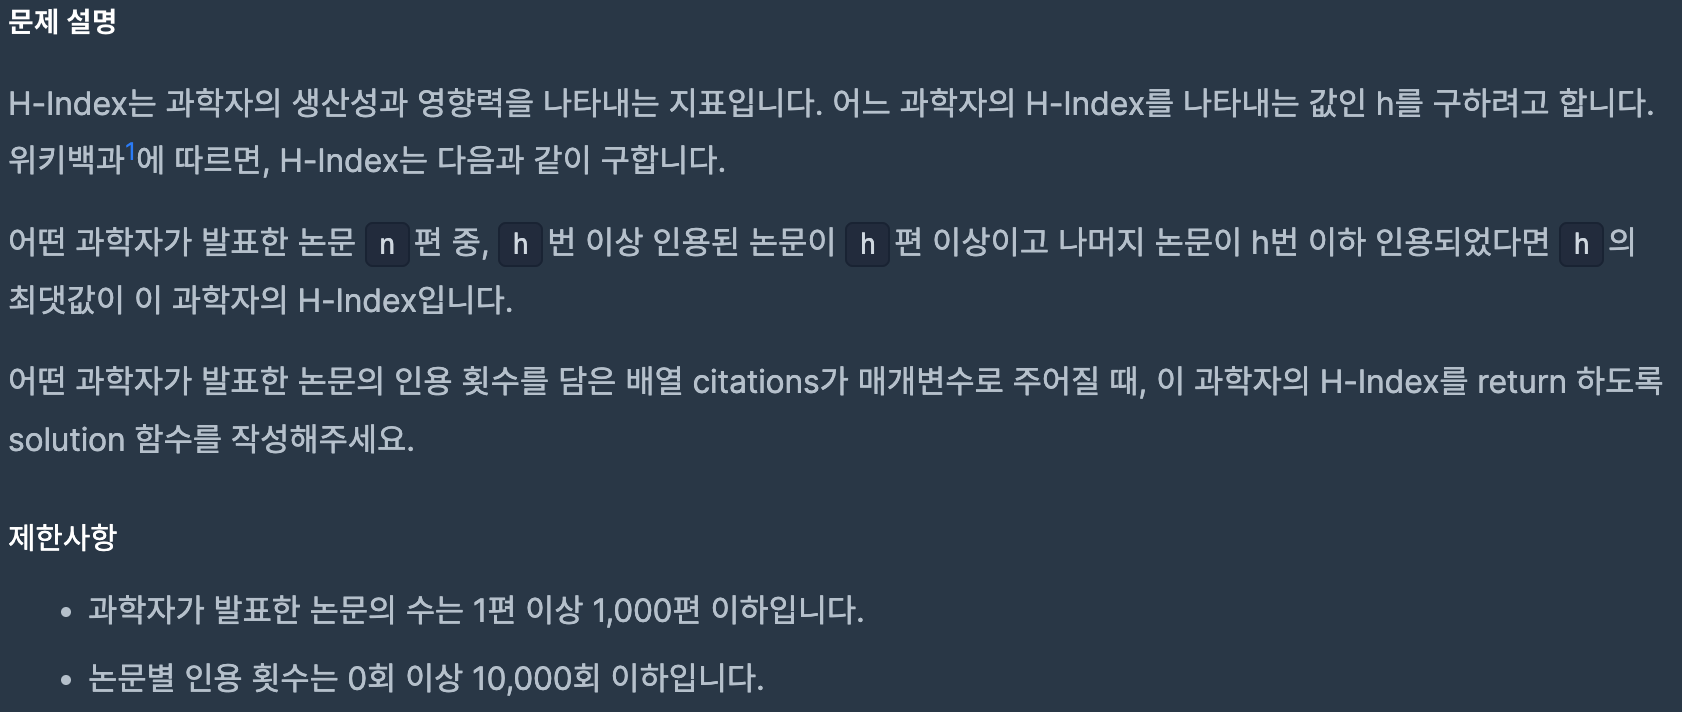 문제 설명
H-Index는 과학자의 생산성과 영향력을 나타내는 지표입니다. 어느 과학자의 H-Index를 나타내는 값인 h를 구하려고 합니다.
위키백과1에 따르면, H-Index는 다음과 같이 구합니다.
어떤 과학자가 발표한 논문 n 편 중, h 번 이상 인용된 논문이 h 편 이상이고 나머지 논문이 h번 이하 인용되었다면 h 의
최댓값이 이 과학자의 H-Index입니다.
어떤 과학자가 발표한 논문의 인용 횟수를 담은 배열 citations가 매개변수로 주어질 때, 이 과학자의 H-Index를 return 하도록
solution 함수를 작성해주세요.
제한사항
• 과학자가 발표한 논문의 수는 1편 이상 1,000편 이하입니다.
• 논문별 인용 횟수는 0회 이상 10,000회 이하입니다.